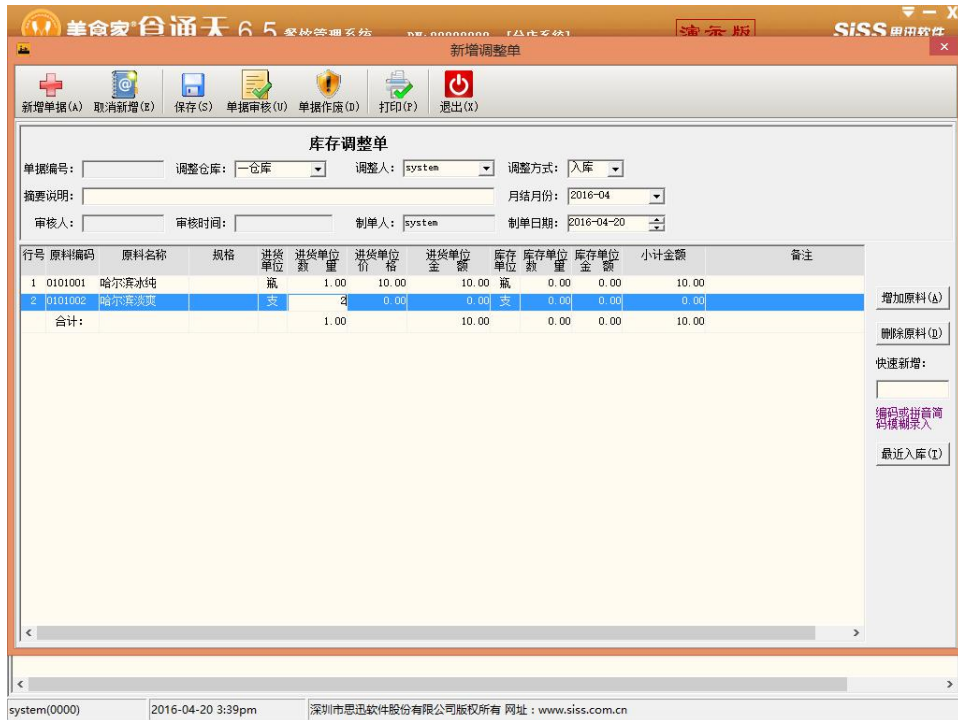 美食家®食通天 6.5 餐饮管理系统 [分店系统] 演示版 SiSS 思迅软件
新增调整单
新增单据(A) 取消新增(E) 保存(S) 单据审核(U) 单据作废(D) 打印(P) 退出(X)
库存调整单
单据编号: 调整仓库: 一仓库 调整人: system 调整方式: 入库
摘要说明: 月结月份: 2016-04
审核人: 审核时间: 制单人: system 制单日期: 2016-04-20
行号 原料编码 原料名称 规格 进货单位 进货单位数量 进货单位价格 进货单位金额 库存单位 库存单位数量 库存单位金额 小计金额 备注
1 0101001 哈尔滨冰纯 瓶 1.00 10.00 10.00 瓶 0.00 0.00 10.00
2 0101002 哈尔滨淡爽 支 2 0.00 0.00 支 0.00 0.00 0.00
合计: 1.00 10.00 0.00 0.00 10.00
增加原料(A)
删除原料(D)
快速新增:
编码或拼音简
码模糊录入
最近入库(I)
system(0000) 2016-04-20 3:39pm 深圳市思迅软件股份有限公司版权所有 网址:www.siss.com.cn